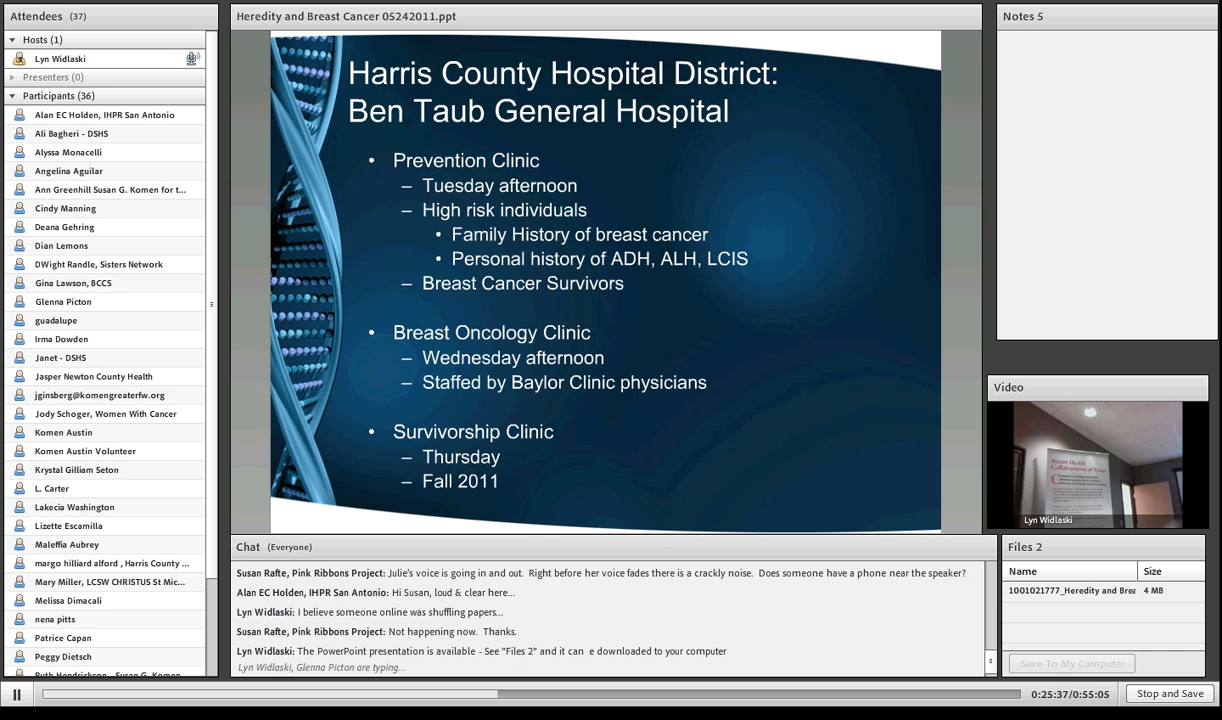 Attendees (37)
Hosts (1)
Lyn Widlaski
Presenters (0)
Participants (36)
Alan EC Holden, IHPR San Antonio
Ali Bagheri - DSHS
Alyssa Monacelli
Angelina Aguilar
Ann Greenhill Susan G. Komen for t...
Cindy Manning
Deana Gehring
Dian Lemons
DWight Randle, Sisters Network
Gina Lawson, BCCS
Glenna Picton
guadalupe
Irma Dowden
Janet - DSHS
Jasper Newton County Health
jginsberg@komengreaterfw.org
Jody Schoger, Women With Cancer
Komen Austin
Komen Austin Volunteer
Krystal Gilliam Seton
L. Carter
Lakecia Washington
Lizette Escamilla
Maleffia Aubrey
margo hilliard alford , Harris County ...
Mary Miller, LCSW CHRISTUS St Mic...
Melissa Dimacali
nena pitts
Patrice Capan
Peggy Dietsch
Ruth Hendrickson - Susan G. Komen
Heredity and Breast Cancer 05242011.ppt
Harris County Hospital District:
Ben Taub General Hospital
• Prevention Clinic
– Tuesday afternoon
– High risk individuals
• Family History of breast cancer
• Personal history of ADH, ALH, LCIS
– Breast Cancer Survivors
• Breast Oncology Clinic
– Wednesday afternoon
– Staffed by Baylor Clinic physicians
• Survivorship Clinic
– Thursday
– Fall 2011
Chat (Everyone)
Susan Rafte, Pink Ribbons Project: Julie's voice is going in and out. Right before her voice fades there is a crackly noise. Does someone have a phone near the speaker?
Alan EC Holden, IHPR San Antonio: Hi Susan, loud & clear here...
Lyn Widlaski: I believe someone online was shuffling papers...
Susan Rafte, Pink Ribbons Project: Not happening now. Thanks.
Lyn Widlaski: The PowerPoint presentation is available - See "Files 2" and it can e downloaded to your computer
Lyn Widlaski, Glenna Picton are typing...
Notes 5
Video
Breast Health
Collaborative of Texas
Lyn Widlaski
Files 2
Name Size
1001021777_Heredity and Brea 4 MB
Save To My Computer
0:25:37/0:55:05
Stop and Save